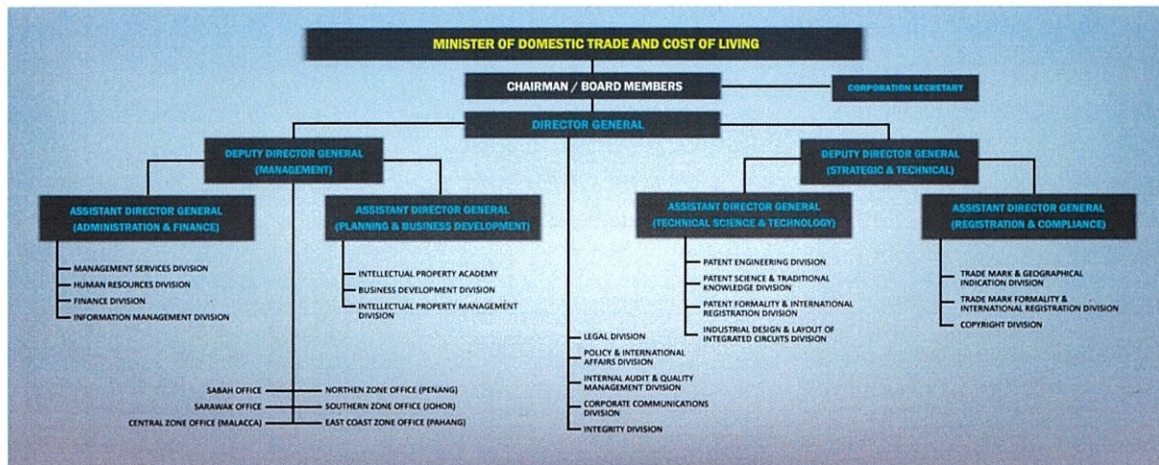 MINISTER OF DOMESTIC TRADE AND COST OF LIVING
CHAIRMAN / BOARD MEMBERS
CORPORATION SECRETARY
DIRECTOR GENERAL
DEPUTY DIRECTOR GENERAL
(MANAGEMENT)
DEPUTY DIRECTOR GENERAL
(STRATEGIC & TECHNICAL)
ASSISTANT DIRECTOR GENERAL
(ADMINISTRATION & FINANCE)
ASSISTANT DIRECTOR GENERAL
(PLANNING & BUSINESS DEVELOPMENT)
ASSISTANT DIRECTOR GENERAL
(TECHNICAL SCIENCE & TECHNOLOGY)
ASSISTANT DIRECTOR GENERAL
(REGISTRATION & COMPLIANCE)
MANAGEMENT SERVICES DIVISION
HUMAN RESOURCES DIVISION
FINANCE DIVISION
INFORMATION MANAGEMENT DIVISION
INTELLECTUAL PROPERTY ACADEMY
BUSINESS DEVELOPMENT DIVISION
INTELLECTUAL PROPERTY MANAGEMENT
DIVISION
PATENT ENGINEERING DIVISION
PATENT SCIENCE & TRADITIONAL
KNOWLEDGE DIVISION
PATENT FORMALITY & INTERNATIONAL
REGISTRATION DIVISION
INDUSTRIAL DESIGN & LAYOUT OF
INTEGRATED CIRCUITS DIVISION
TRADE MARK & GEOGRAPHICAL
INDICATION DIVISION
TRADE MARK FORMALITY &
INTERNATIONAL REGISTRATION DIVISION
COPYRIGHT DIVISION
LEGAL DIVISION
POLICY & INTERNATIONAL
AFFAIRS DIVISION
INTERNAL AUDIT & QUALITY
MANAGEMENT DIVISION
CORPORATE COMMUNICATIONS
DIVISION
INTEGRITY DIVISION
SABAH OFFICE
SARAWAK OFFICE
CENTRAL ZONE OFFICE (MALACCA)
NORTHEN ZONE OFFICE (PENANG)
SOUTHERN ZONE OFFICE (JOHOR)
EAST COAST ZONE OFFICE (PAHANG)